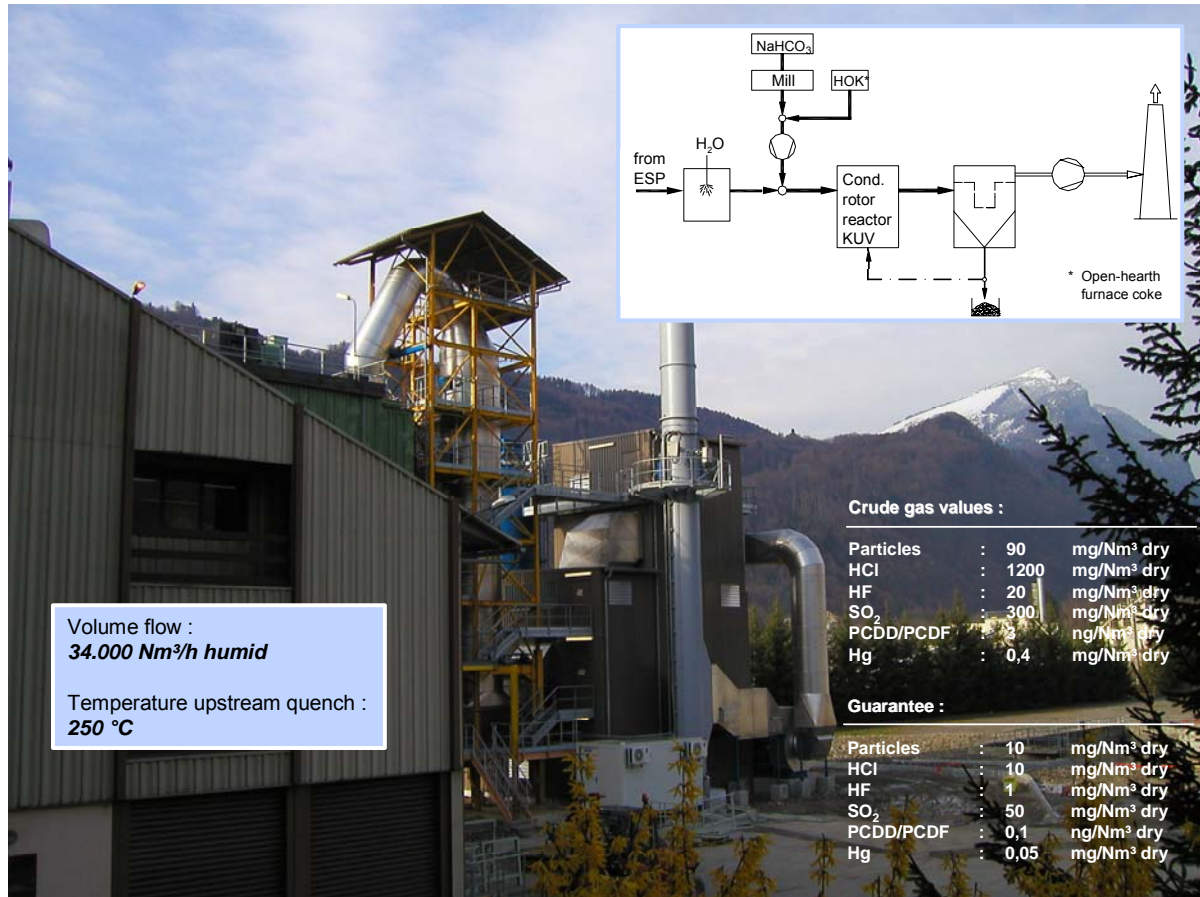 NaHCO₃
Mill
HOK*
H₂O
from
ESP
Cond.
rotor
reactor
KUV
* Open-hearth
furnace coke
Volume flow :
34.000 Nm³/h humid
Temperature upstream quench :
250 °C
Crude gas values :
Particles : 90 mg/Nm³ dry
HCl : 1200 mg/Nm³ dry
HF : 20 mg/Nm³ dry
SO₂ : 300 mg/Nm³ dry
PCDD/PCDF : 3 ng/Nm³ dry
Hg : 0,4 mg/Nm³ dry
Guarantee :
Particles : 10 mg/Nm³ dry
HCl : 10 mg/Nm³ dry
HF : 1 mg/Nm³ dry
SO₂ : 50 mg/Nm³ dry
PCDD/PCDF : 0,1 ng/Nm³ dry
Hg : 0,05 mg/Nm³ dry